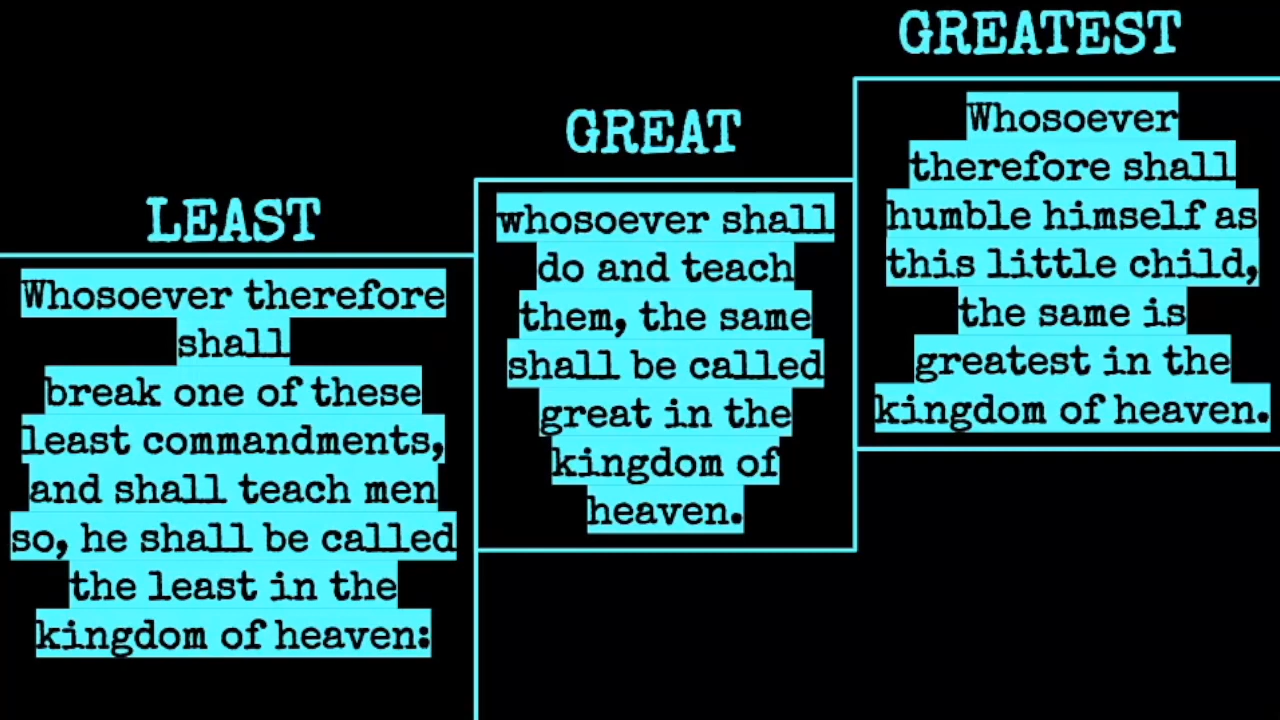 LEAST
Whosoever therefore
shall
break one of these
least commandments,
and shall teach men
so, he shall be called
the least in the
kingdom of heaven:
GREAT
whosoever shall
do and teach
them, the same
shall be called
great in the
kingdom of
heaven.
GREATEST
Whosoever
therefore shall
humble himself as
this little child,
the same is
greatest in the
kingdom of heaven.